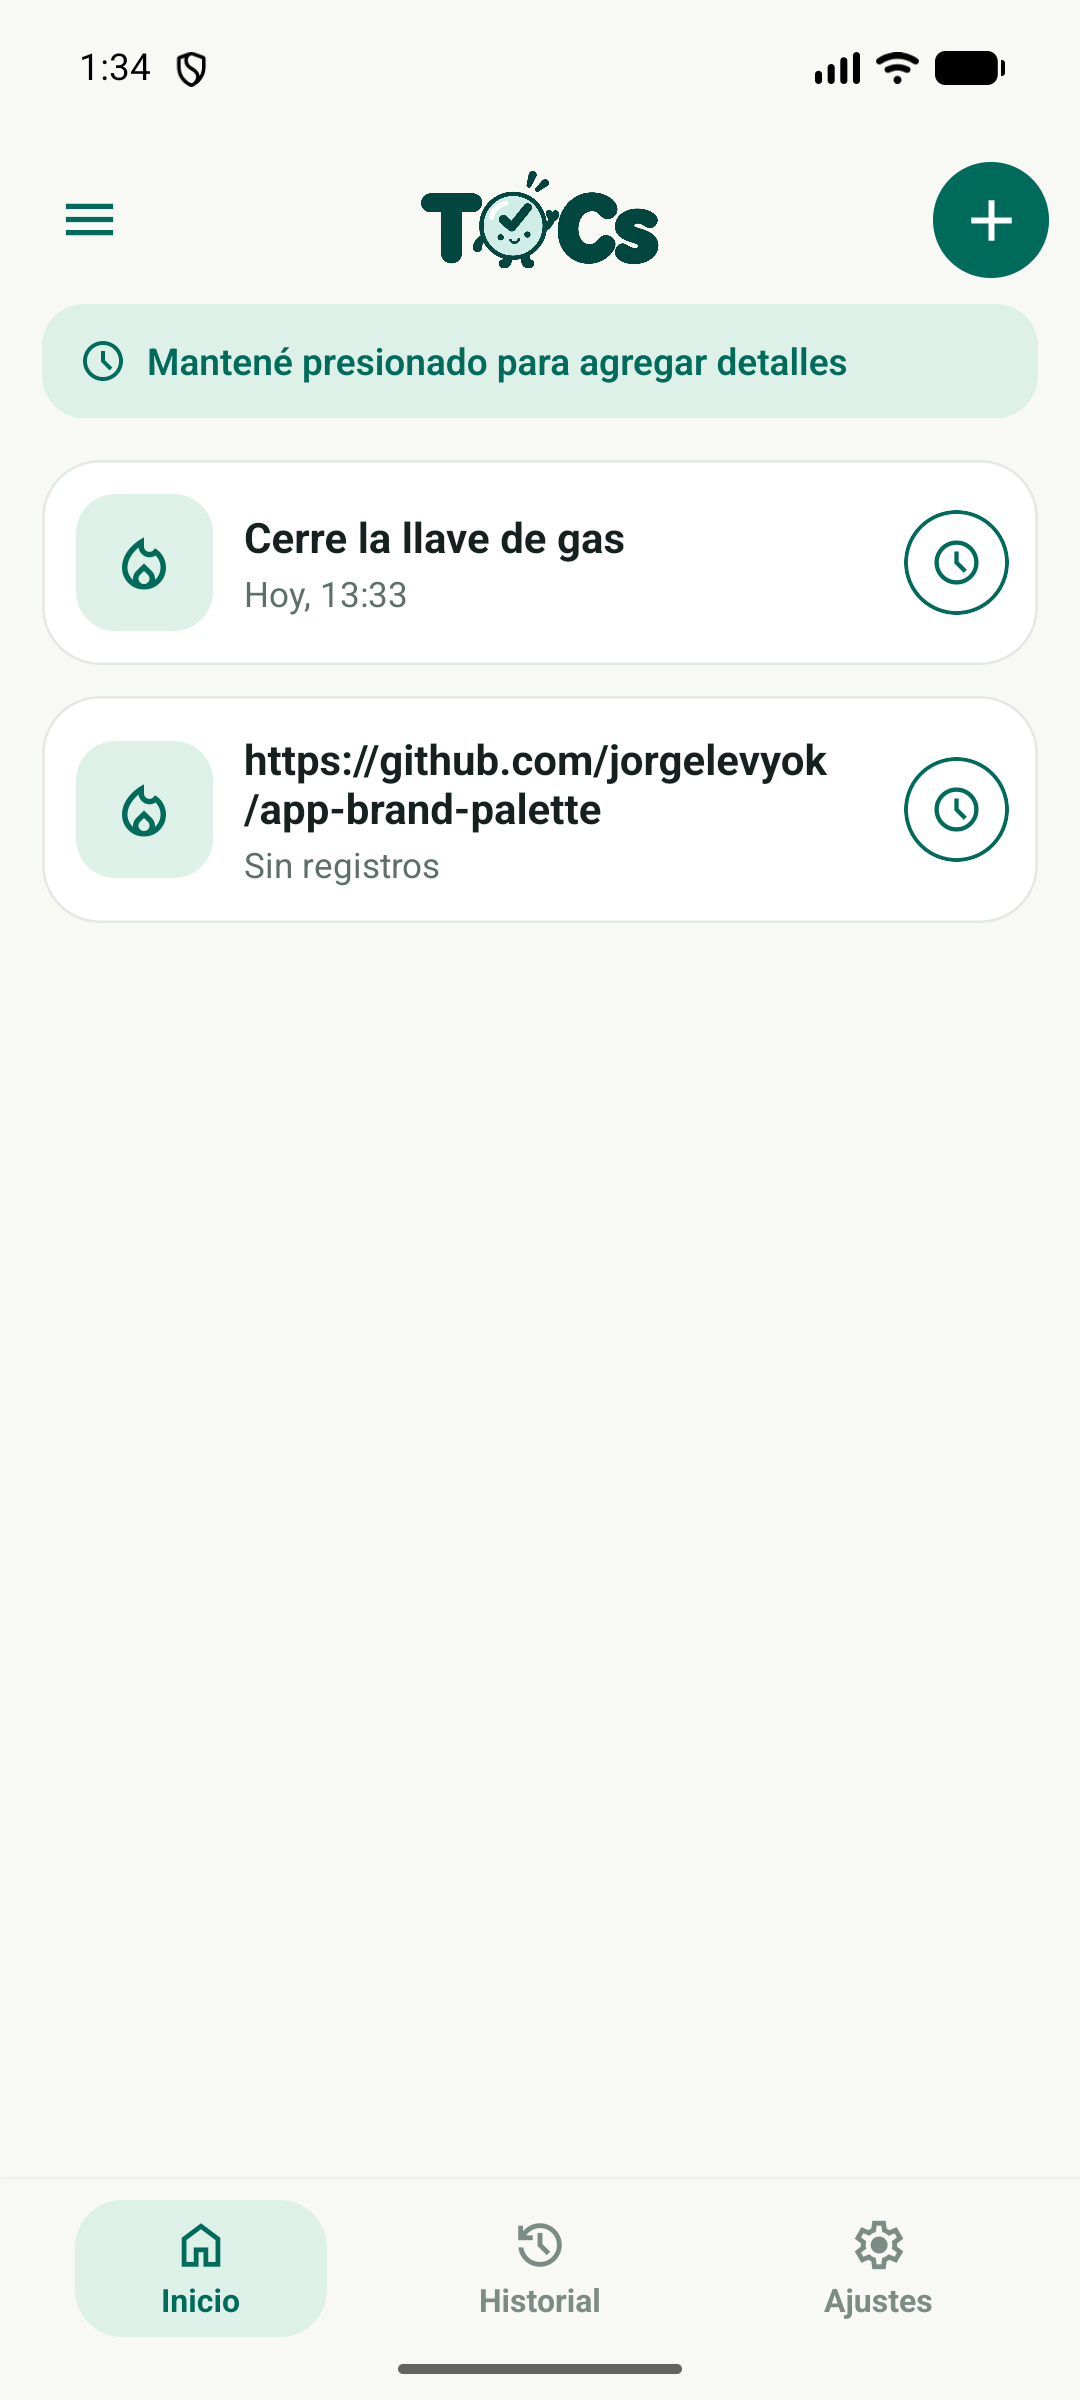 1:34
TOCs
Mantené presionado para agregar detalles
Cerre la llave de gas
Hoy, 13:33
https://github.com/jorgelevyok
/app-brand-palette
Sin registros
Inicio
Historial
Ajustes